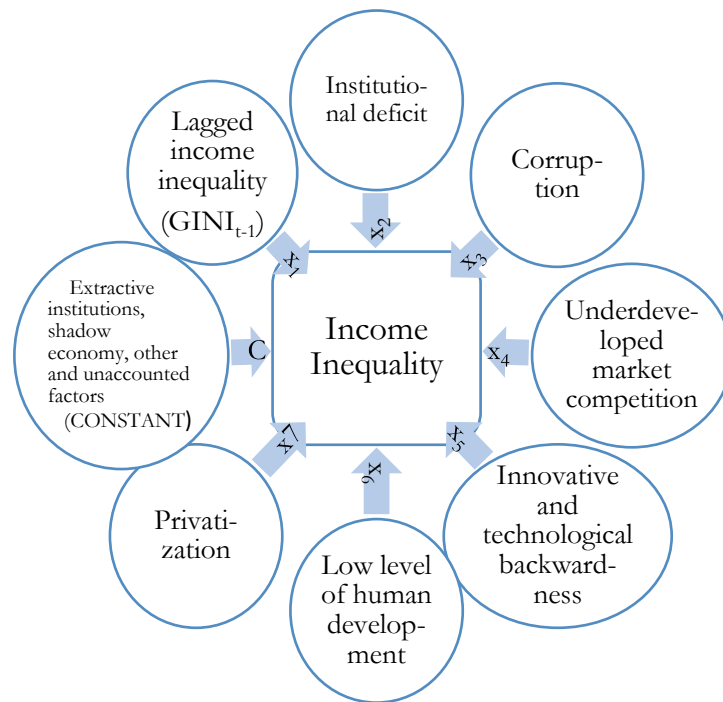 Institutio-
nal deficit
x₂
Lagged
income
inequality
(GINIₜ₋₁)
x₁
Corrup-
tion
x₃
Extractive
institutions,
shadow
economy, other
and unaccounted
factors
(CONSTANT)
C
Income
Inequality
Underdeve-
loped
market
competition
x₄
Privati-
zation
x7
Low level
of human
develop-
ment
x6
Innovative
and
technological
backward-
ness
x₅